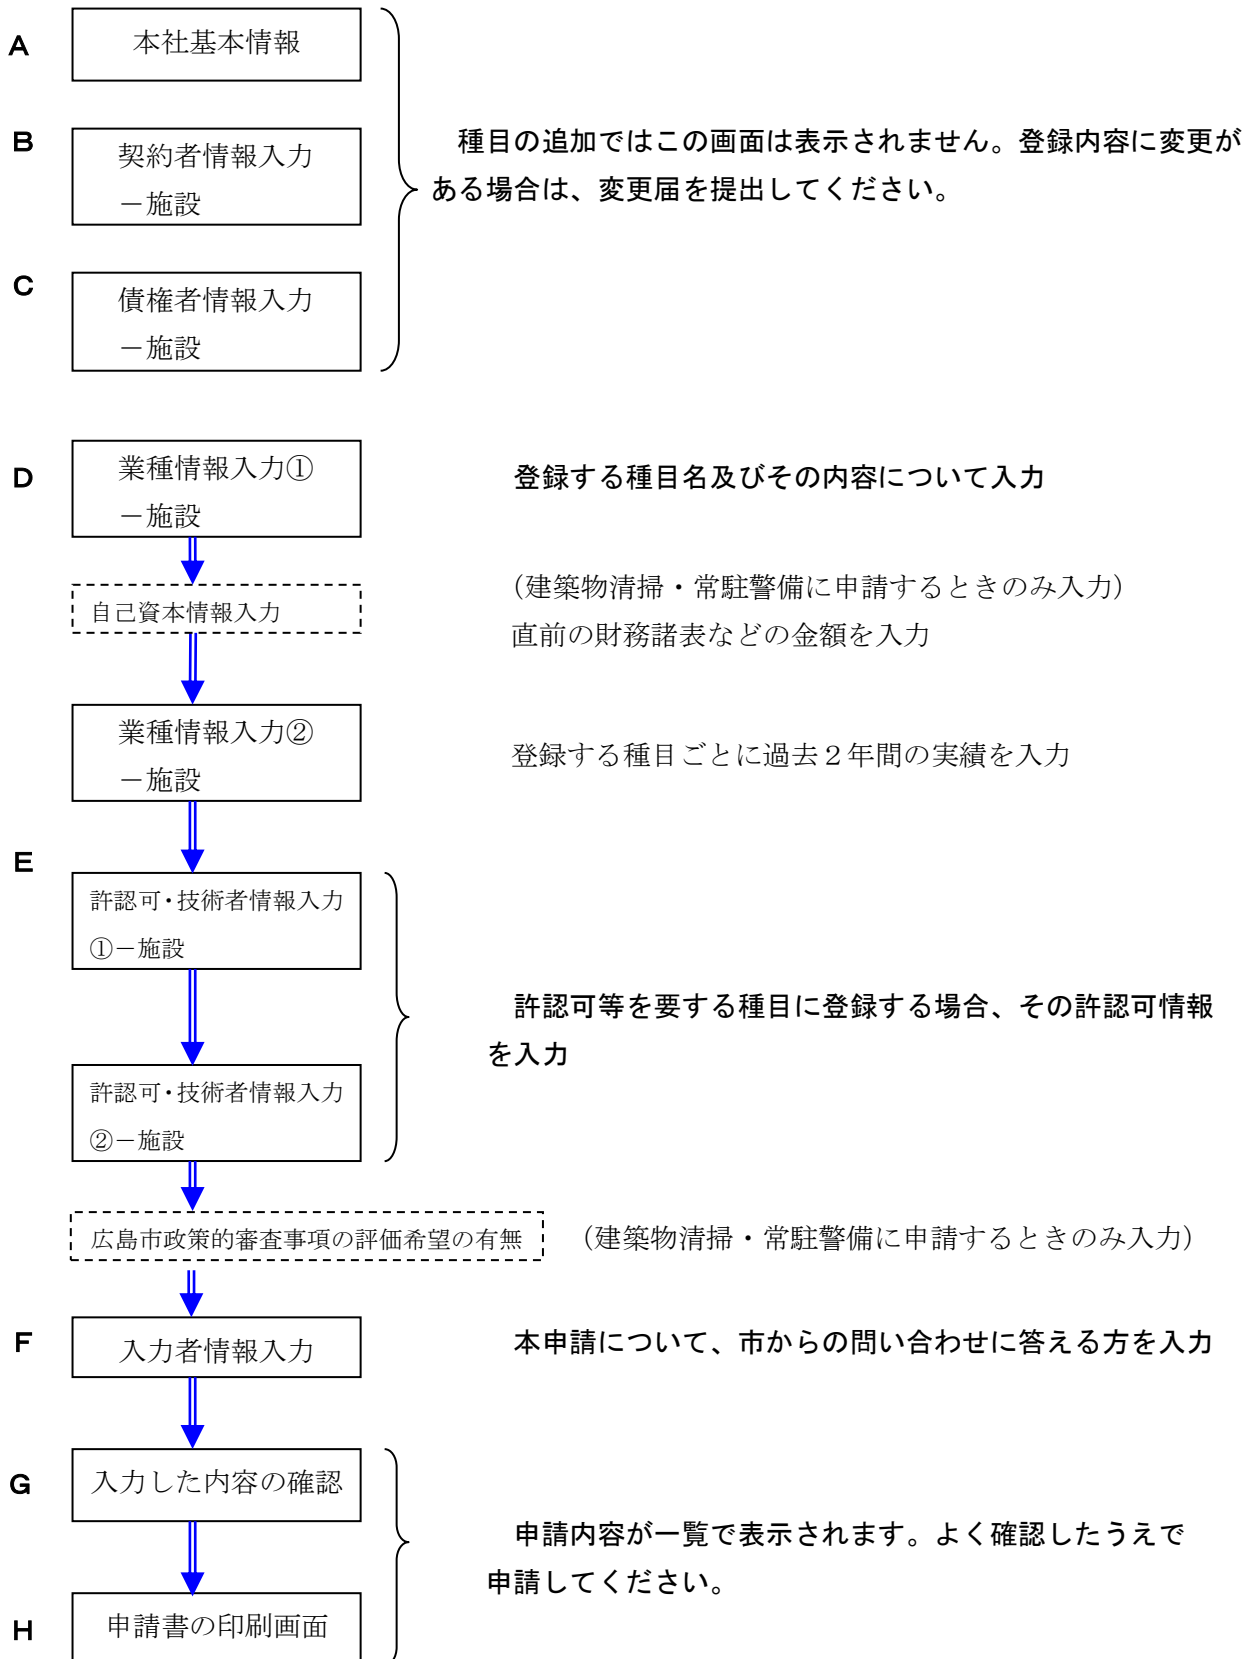 A
本社基本情報
B
契約者情報入力
－施設
種目の追加ではこの画面は表示されません。登録内容に変更が
ある場合は、変更届を提出してください。
C
債権者情報入力
－施設
D
業種情報入力①
－施設
登録する種目名及びその内容について入力
自己資本情報入力
（建築物清掃・常駐警備に申請するときのみ入力）
直前の財務諸表などの金額を入力
業種情報入力②
－施設
登録する種目ごとに過去２年間の実績を入力
E
許認可・技術者情報入力
①－施設
許認可等を要する種目に登録する場合、その許認可情報
を入力
許認可・技術者情報入力
②－施設
広島市政策的審査事項の評価希望の有無
（建築物清掃・常駐警備に申請するときのみ入力）
F
入力者情報入力
本申請について、市からの問い合わせに答える方を入力
G
入力した内容の確認
申請内容が一覧で表示されます。よく確認したうえで
申請してください。
H
申請書の印刷画面